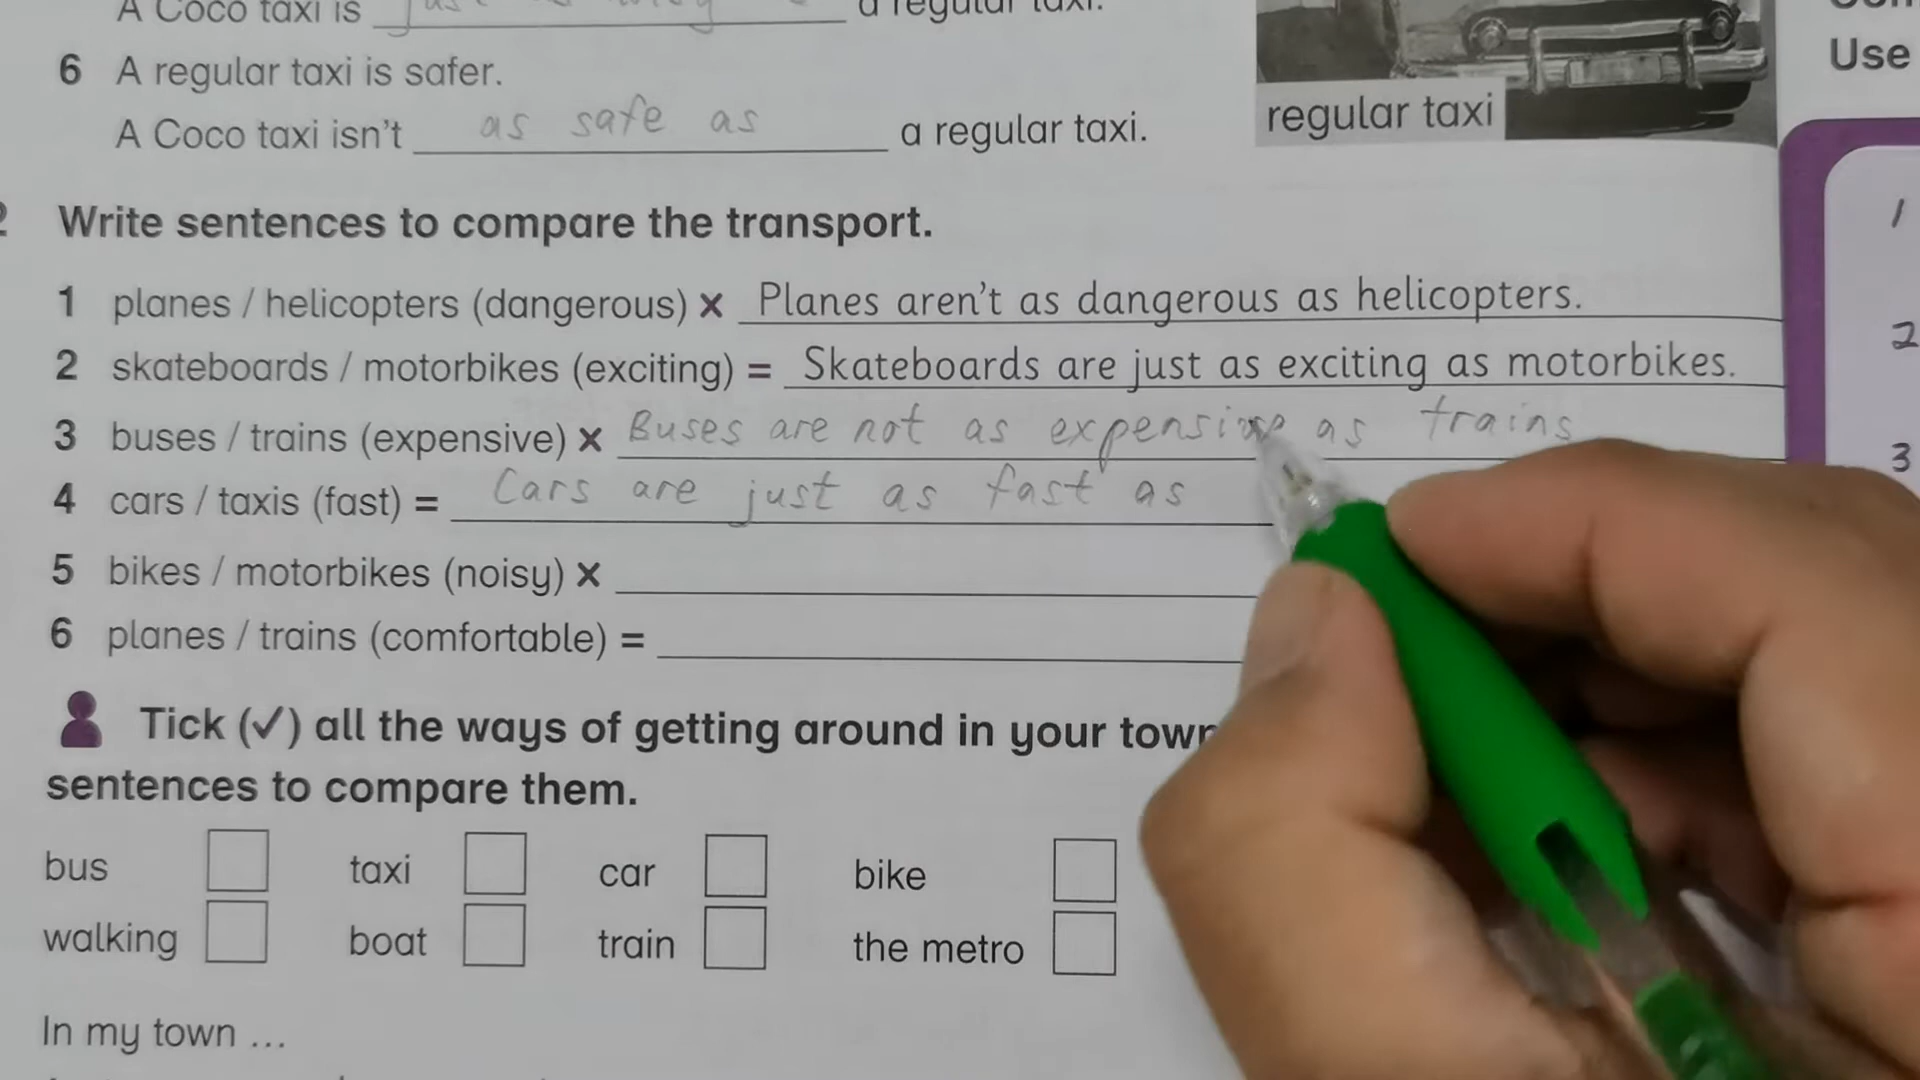 A Coco taxi is just as noisy as a regular taxi.
6 A regular taxi is safer.
A Coco taxi isn't as safe as a regular taxi.
regular taxi
Use
Write sentences to compare the transport.
1 planes / helicopters (dangerous) ✗ Planes aren't as dangerous as helicopters.
2 skateboards / motorbikes (exciting) = Skateboards are just as exciting as motorbikes.
3 buses / trains (expensive) ✗ Buses are not as expensive as trains
4 cars / taxis (fast) = Cars are just as fast as
5 bikes / motorbikes (noisy) ✗
6 planes / trains (comfortable) =
1
2
3
Tick (✓) all the ways of getting around in your town
sentences to compare them.
bus taxi car bike
walking boat train the metro
In my town ...